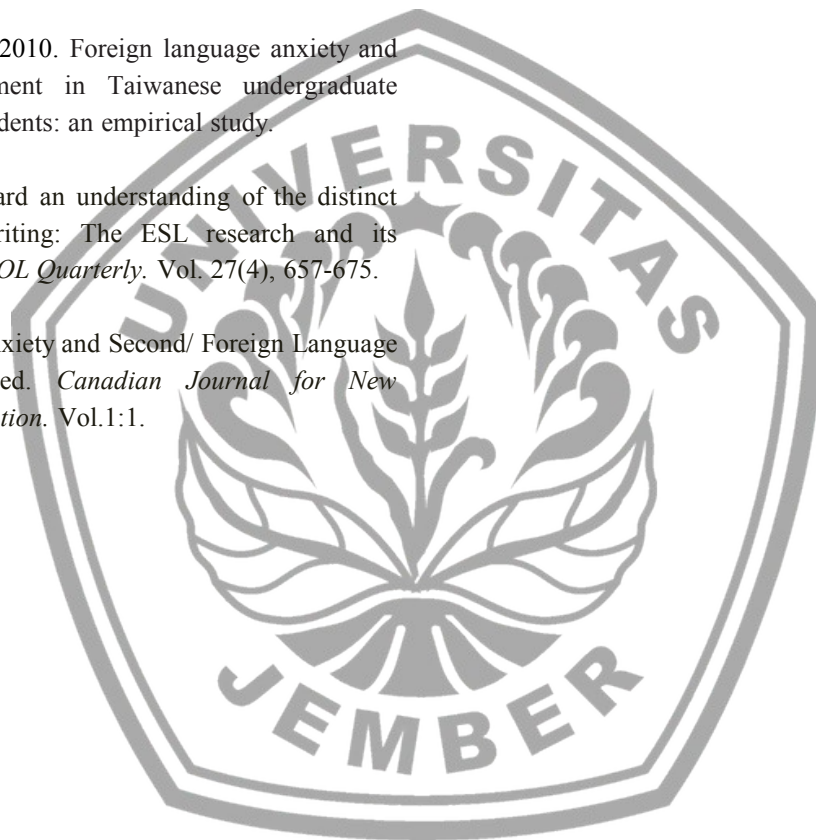 2010. Foreign language anxiety and
ment in Taiwanese undergraduate
dents: an empirical study.
ard an understanding of the distinct
riting: The ESL research and its
OL Quarterly. Vol. 27(4), 657-675.
xiety and Second/ Foreign Language
ed. Canadian Journal for New
tion. Vol.1:1.
UNIVERSITAS
JEMBER